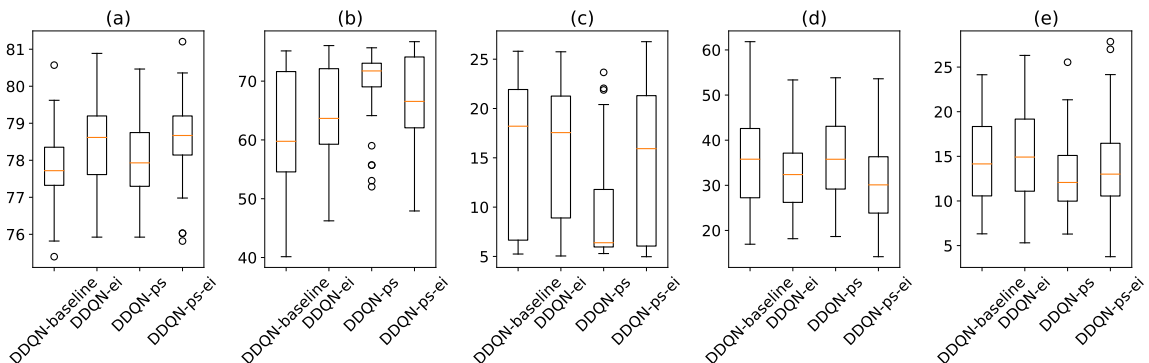 (a)
81
80
79
78
77
76
DDQN-baseline
DDQN-ei
DDQN-ps
DDQN-ps-ei
(b)
70
60
50
40
DDQN-baseline
DDQN-ei
DDQN-ps
DDQN-ps-ei
(c)
25
20
15
10
5
DDQN-baseline
DDQN-ei
DDQN-ps
DDQN-ps-ei
(d)
60
50
40
30
20
DDQN-baseline
DDQN-ei
DDQN-ps
DDQN-ps-ei
(e)
25
20
15
10
5
DDQN-baseline
DDQN-ei
DDQN-ps
DDQN-ps-ei